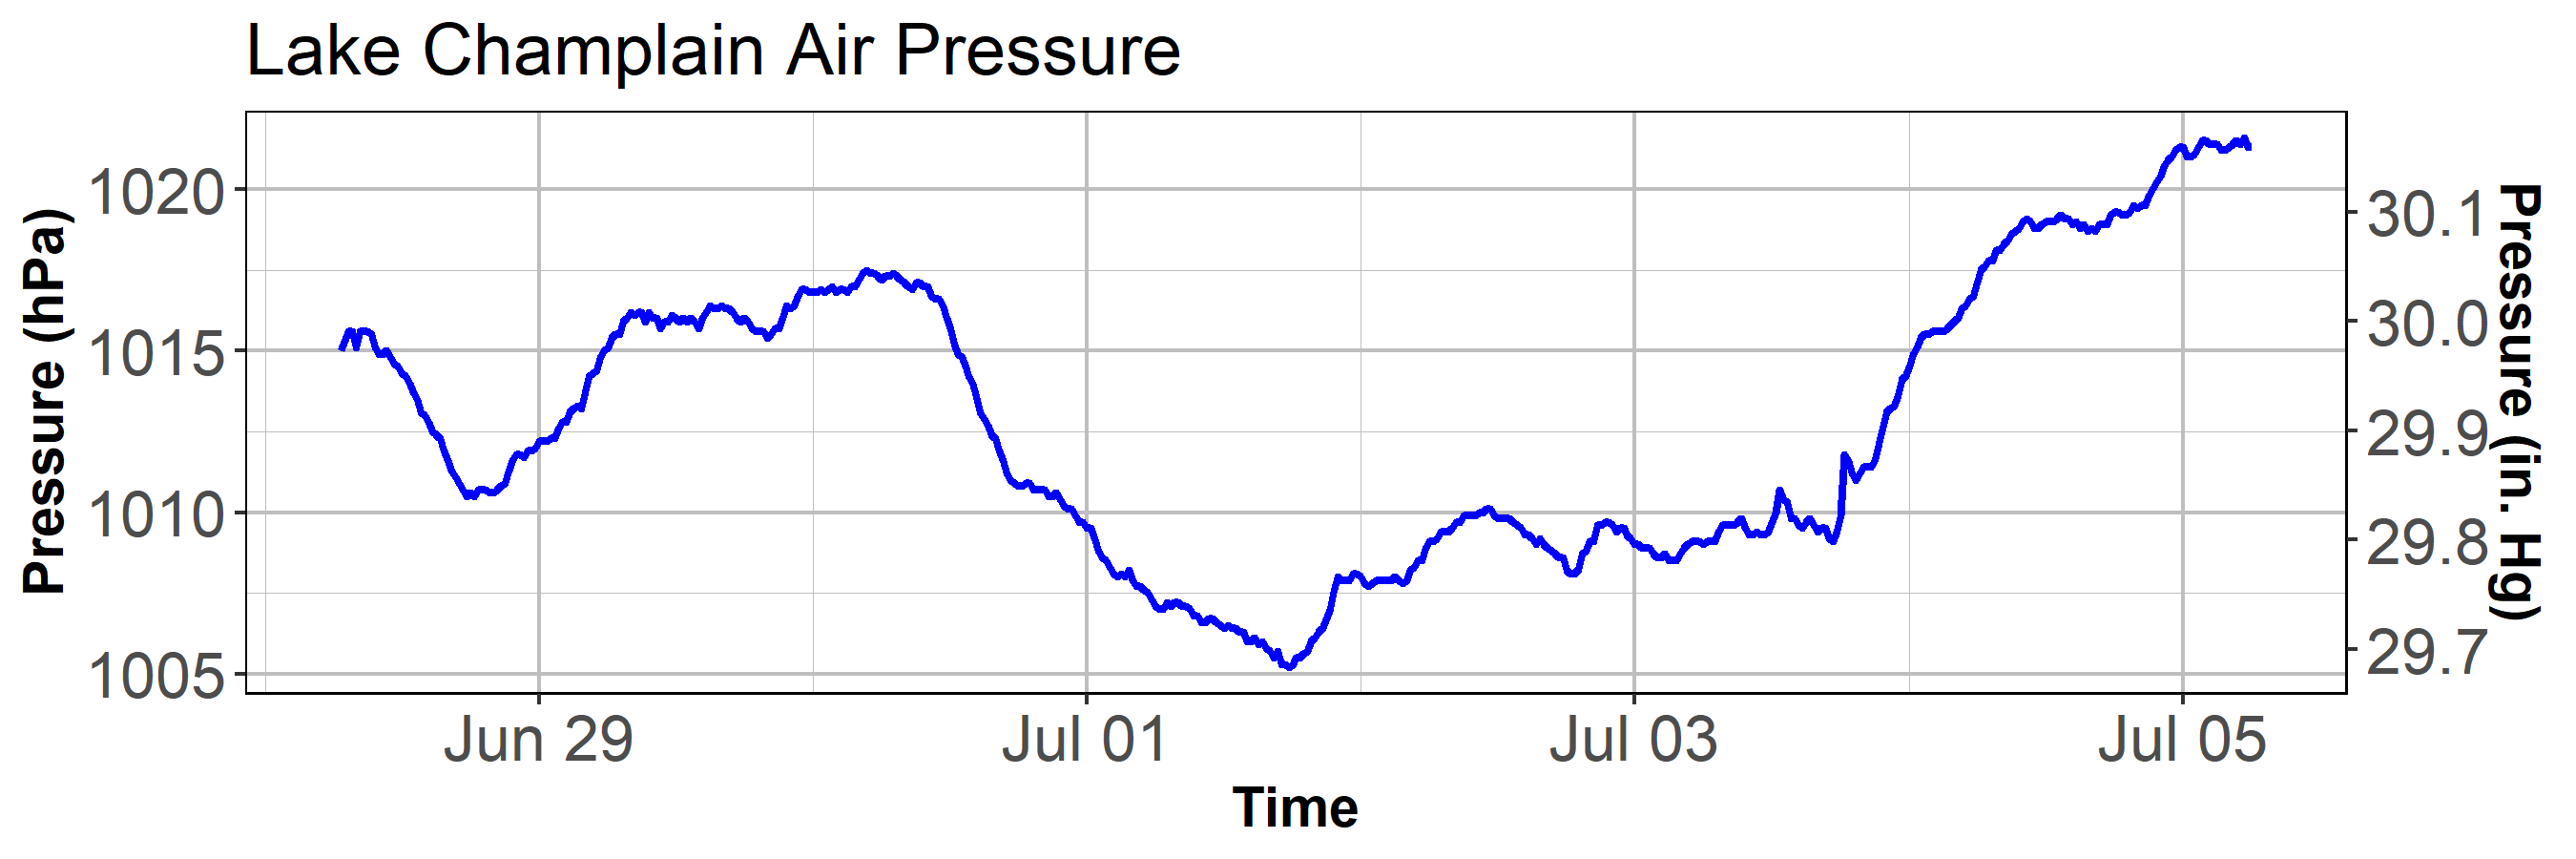 Lake Champlain Air Pressure
Pressure (hPa)
1020
1015
1010
1005
30.1
30.0
29.9
29.8
29.7
Pressure (in. Hg)
Jun 29
Jul 01
Jul 03
Jul 05
Time